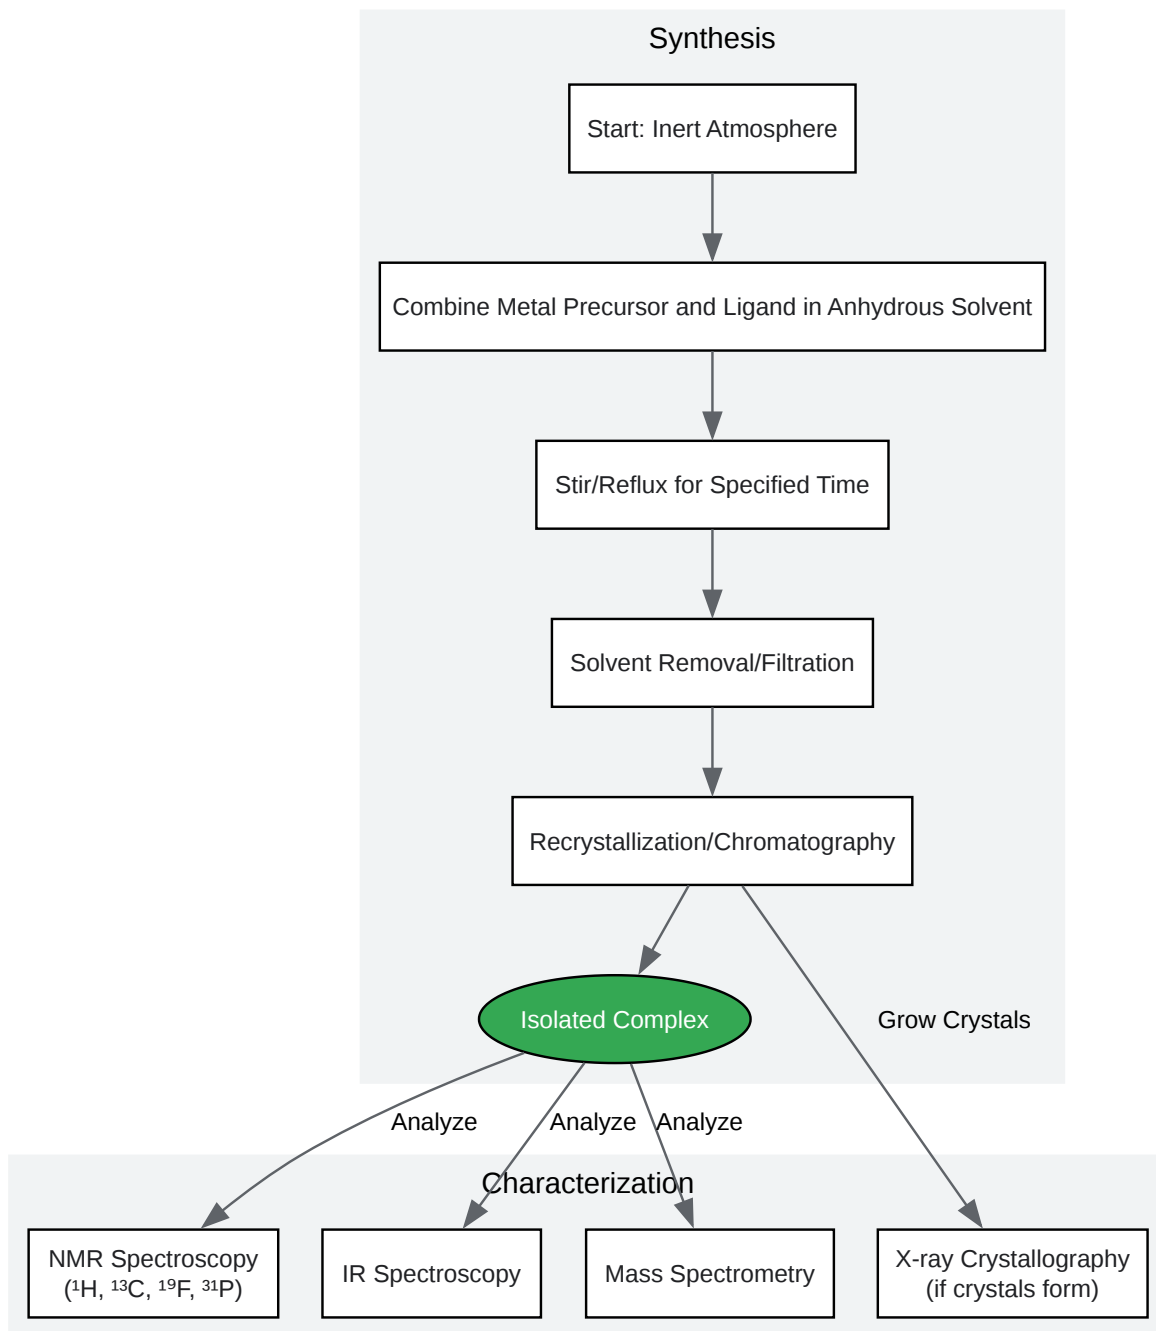 Synthesis
Start: Inert Atmosphere
Combine Metal Precursor and Ligand in Anhydrous Solvent
Stir/Reflux for Specified Time
Solvent Removal/Filtration
Recrystallization/Chromatography
Isolated Complex
Grow Crystals
Analyze
Analyze
Analyze
Characterization
NMR Spectroscopy
(¹H, ¹³C, ¹⁹F, ³¹P)
IR Spectroscopy
Mass Spectrometry
X-ray Crystallography
(if crystals form)